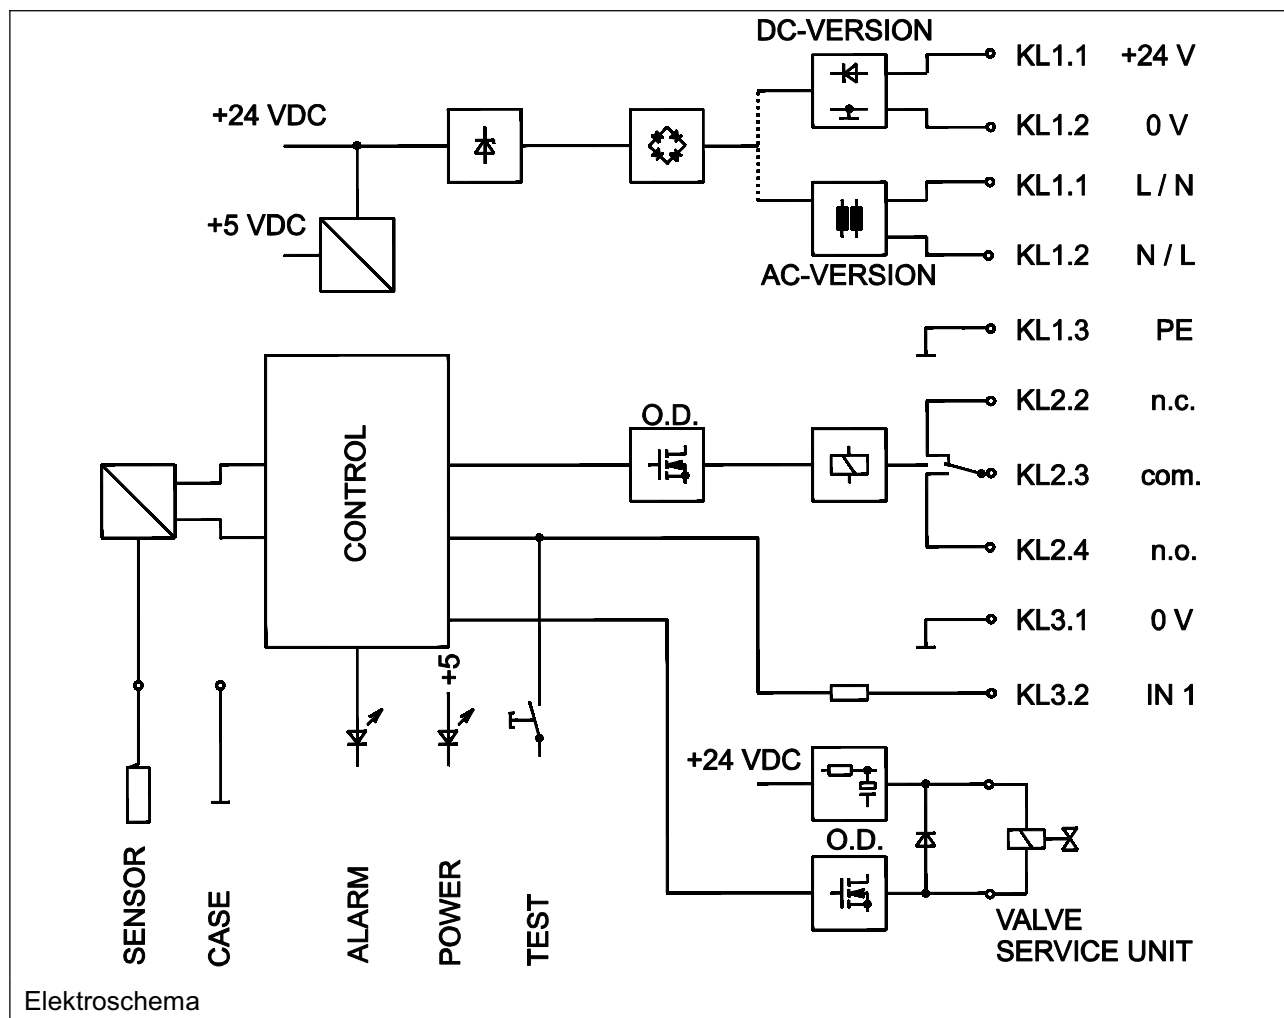 DC-VERSION
KL1.1 +24 V
+24 VDC
KL1.2 0 V
KL1.1 L / N
+5 VDC
KL1.2 N / L
AC-VERSION
KL1.3 PE
KL2.2 n.c.
O.D.
CONTROL
KL2.3 com.
KL2.4 n.o.
KL3.1 0 V
+5
KL3.2 IN 1
+24 VDC
O.D.
SENSOR
CASE
ALARM
POWER
TEST
VALVE
SERVICE UNIT
Elektroschema